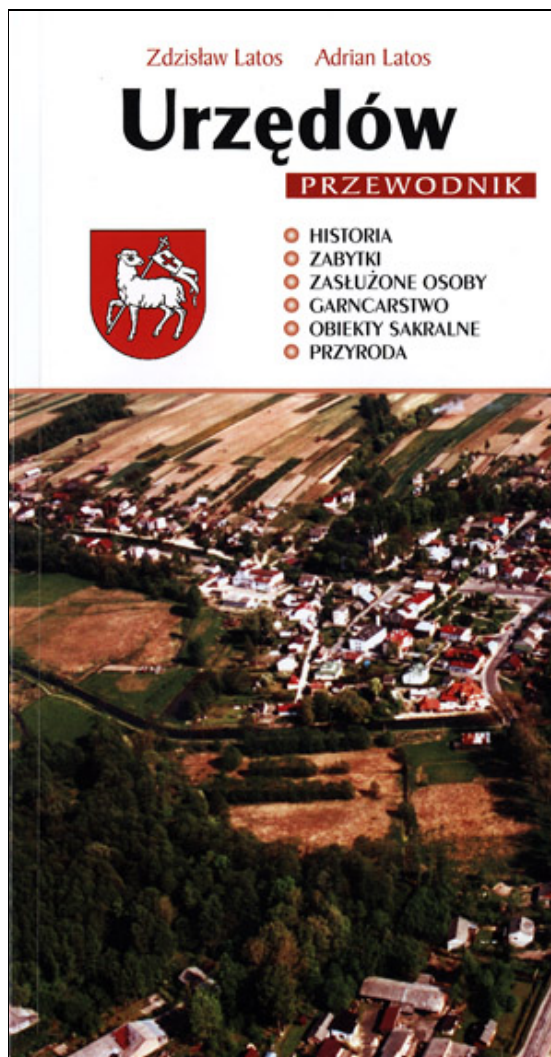 Zdzisław Latos Adrian Latos
Urzędów
PRZEWODNIK
HISTORIA
ZABYTKI
ZASŁUŻONE OSOBY
GARNCARSTWO
OBIEKTY SAKRALNE
PRZYRODA